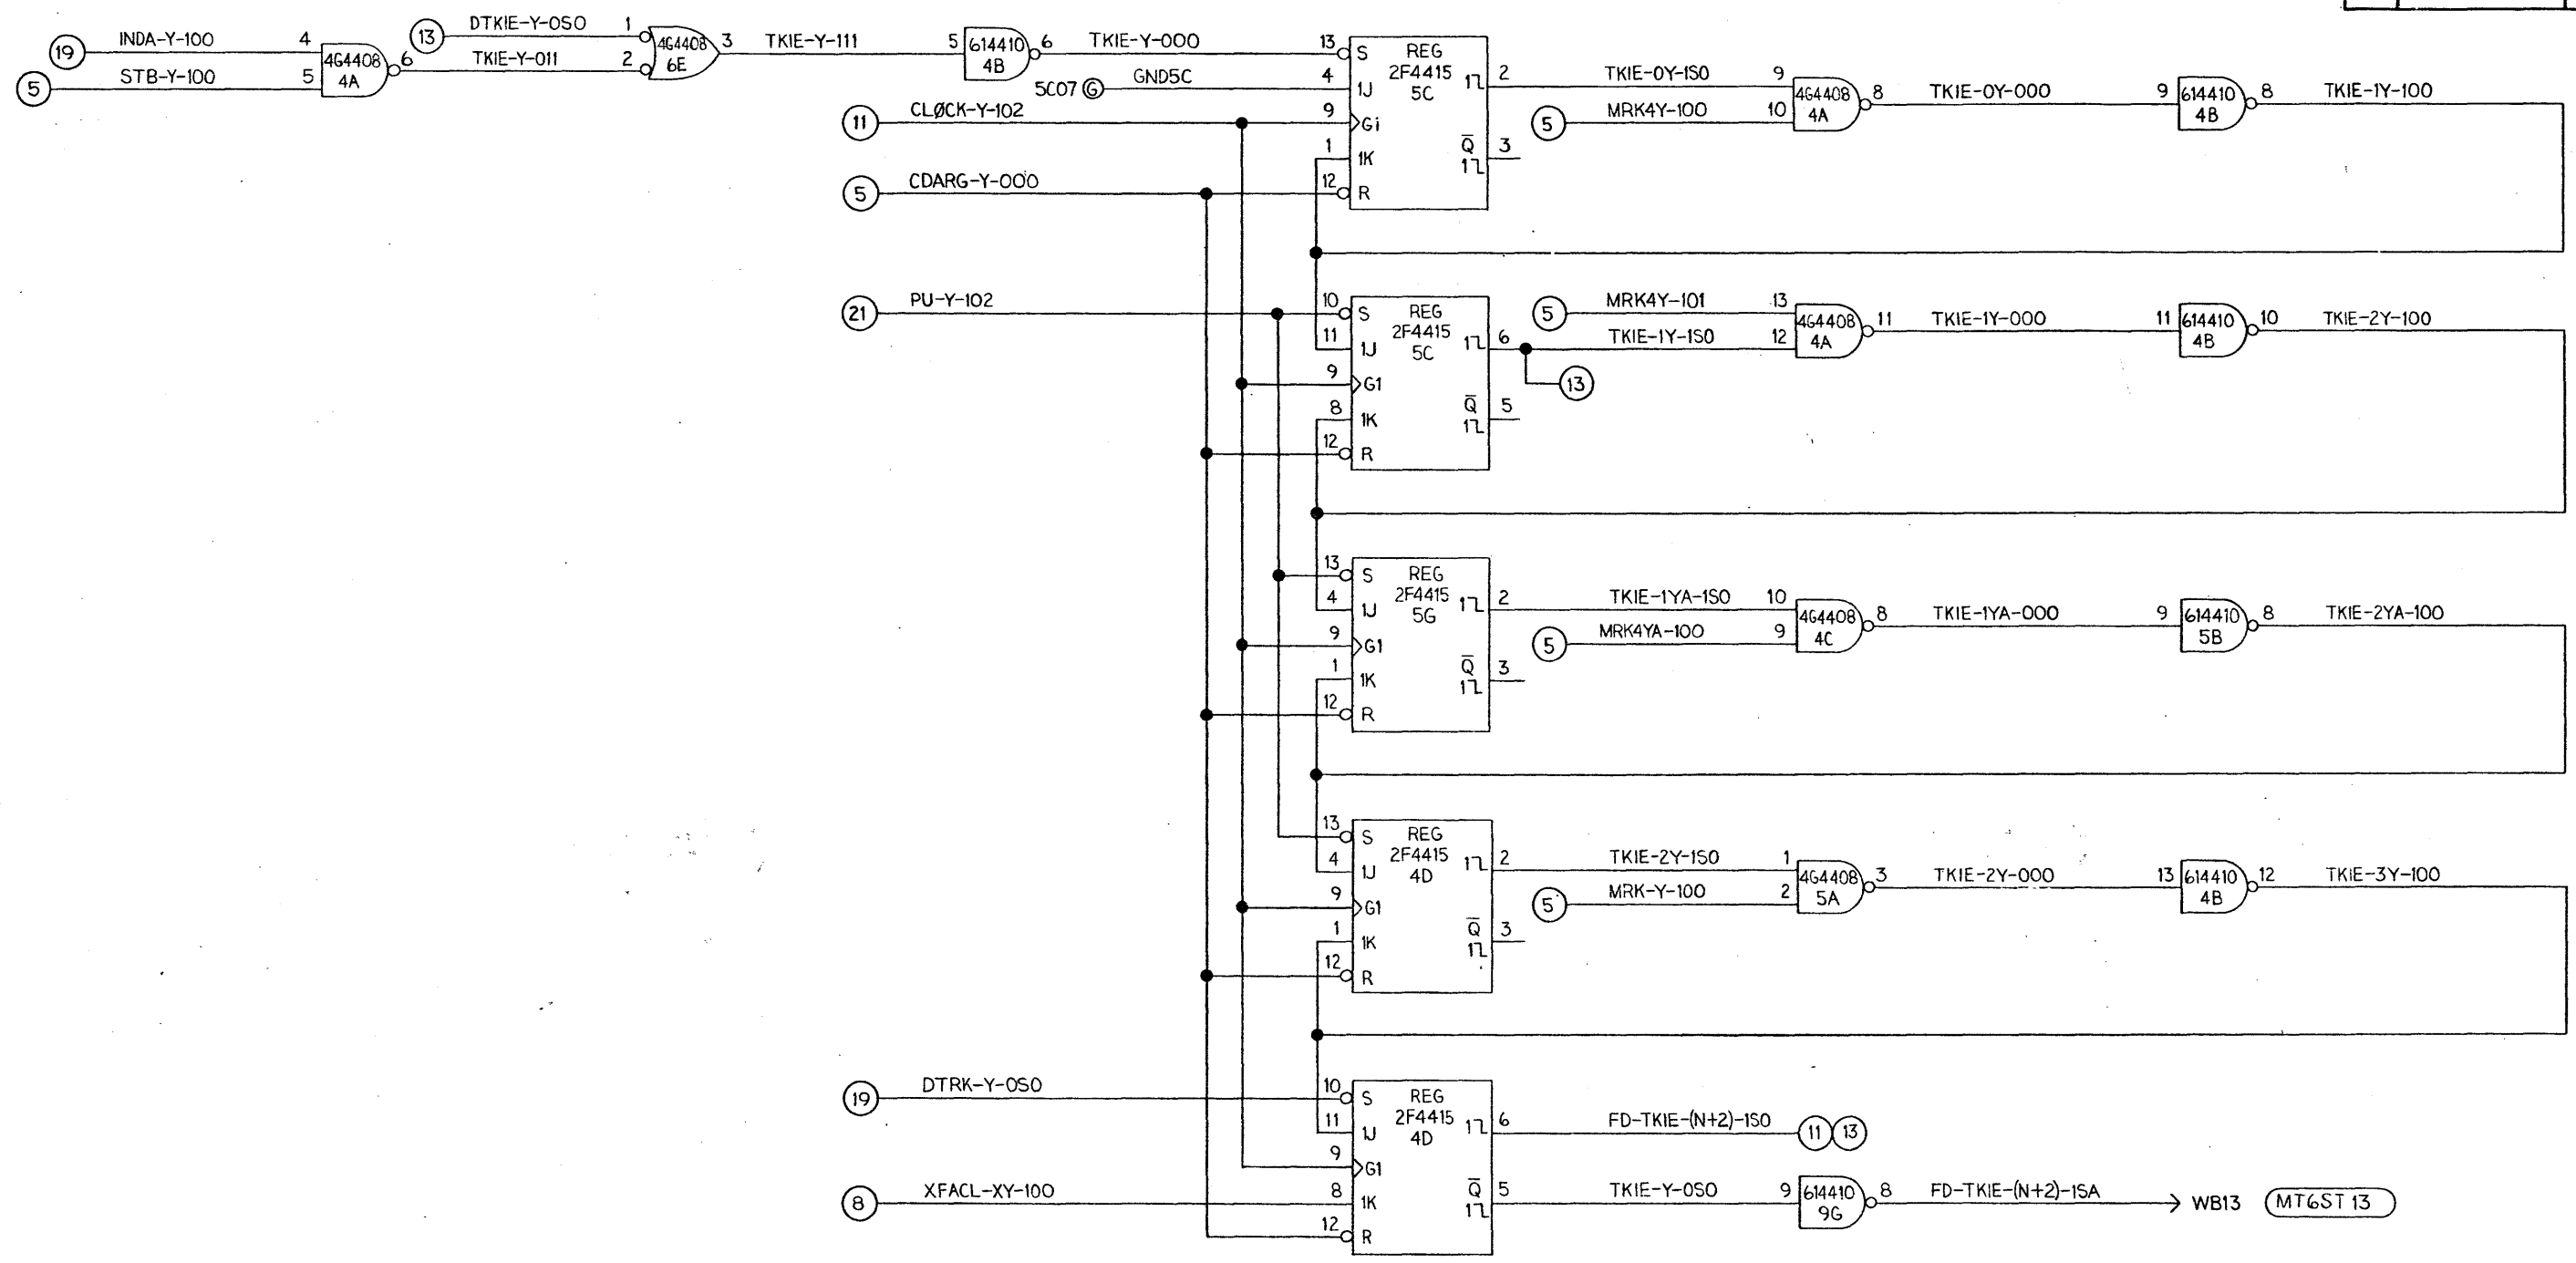 19 INDA-Y-100 4
5 STB-Y-100 5
4G4408 4A 6
13 DTKIE-Y-0S0 1
TKIE-Y-011 2
4G4408 6E 3
TKIE-Y-111 5
614410 4B 6
TKIE-Y-000 13
5C07 G GND5C 4
11 CLØCK-Y-102 9
1
5 CDARG-Y-000 12
S REG
2F4415
5C
1J
Gi
1K
R
2
Q 3
TKIE-0Y-1S0 9
5 MRK4Y-100 10
4G4408 4A 8
TKIE-0Y-000 9
614410 4B 8
TKIE-1Y-100
21 PU-Y-102 10
11
9
8
12
S REG
2F4415
5C
1J
G1
1K
R
6
Q 5
5 MRK4Y-101 13
TKIE-1Y-1S0 12
13
4G4408 4A 11
TKIE-1Y-000 11
614410 4B 10
TKIE-2Y-100
13
4
9
1
12
S REG
2F4415
5G
1J
G1
1K
R
2
Q 3
TKIE-1YA-1S0 10
5 MRK4YA-100 9
4G4408 4C 8
TKIE-1YA-000 9
614410 5B 8
TKIE-2YA-100
13
4
9
1
12
S REG
2F4415
4D
1J
G1
1K
R
2
Q 3
TKIE-2Y-1S0 1
5 MRK-Y-100 2
4G4408 5A 3
TKIE-2Y-000 13
614410 4B 12
TKIE-3Y-100
19 DTRK-Y-0S0 10
11
9
8 XFACL-XY-100 8
12
S REG
2F4415
4D
1J
G1
1K
R
6
Q 5
FD-TKIE-(N+2)-1S0 11 13
TKIE-Y-0S0 9
614410 9G 8
FD-TKIE-(N+2)-1SA WB13 MT6ST 13